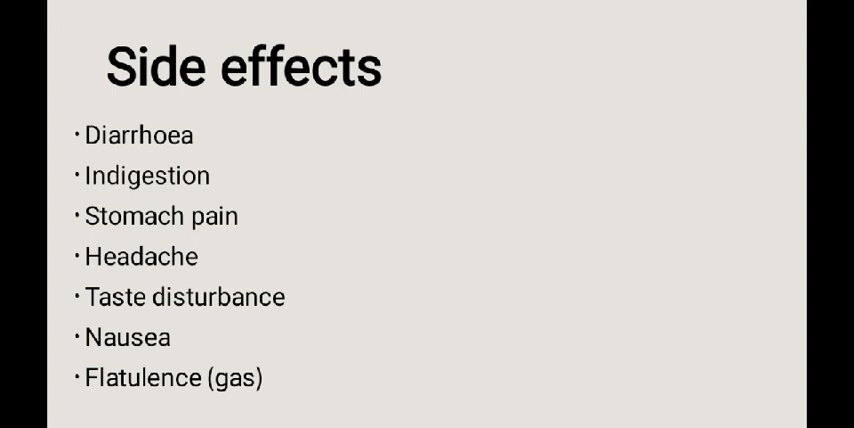 Side effects
· Diarrhoea
· Indigestion
· Stomach pain
· Headache
· Taste disturbance
· Nausea
· Flatulence (gas)